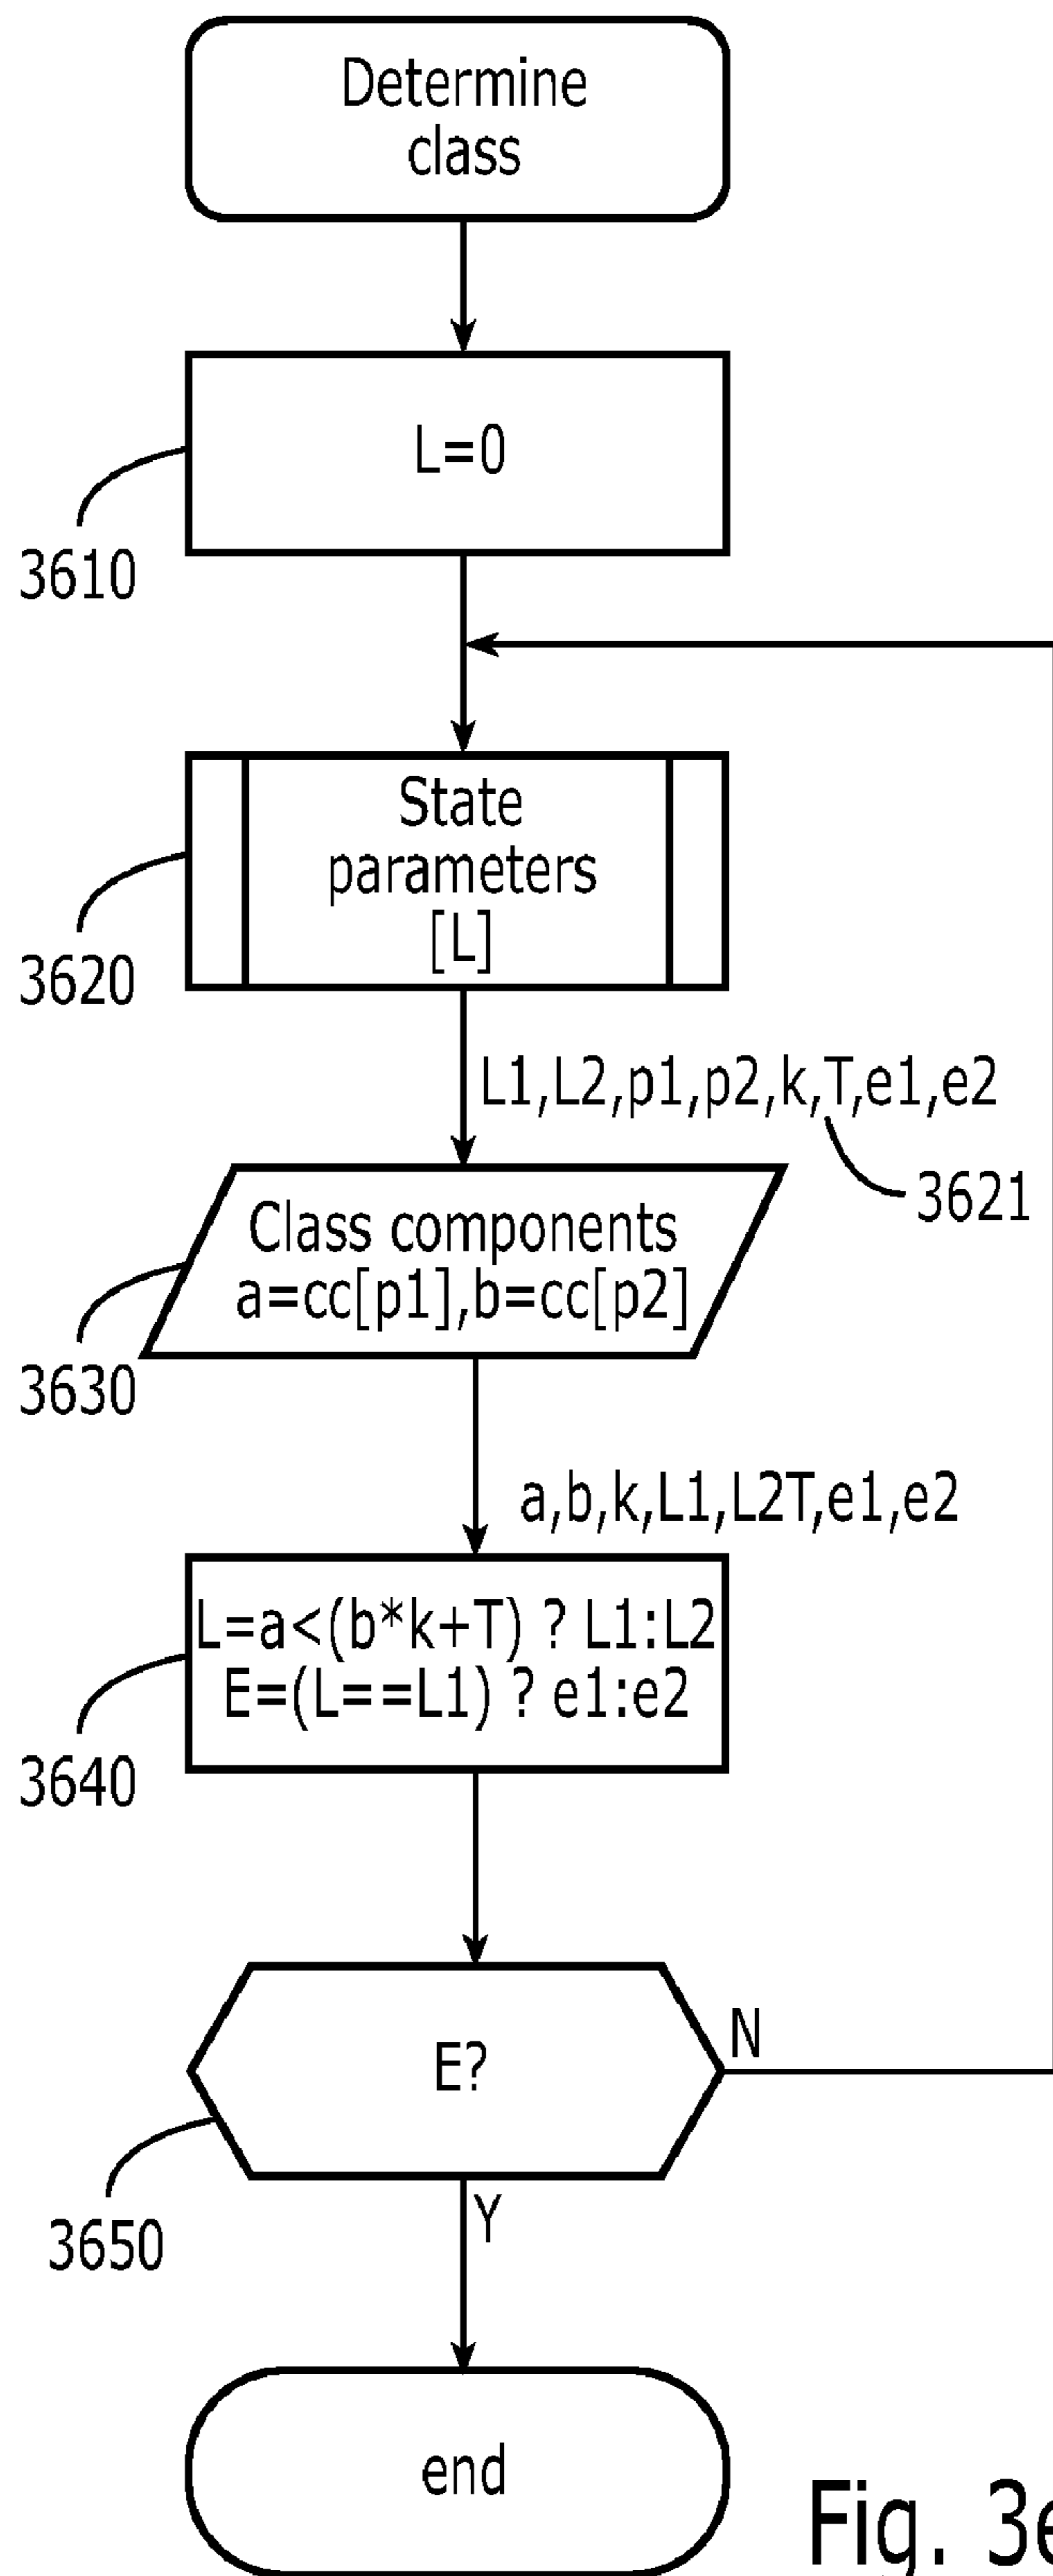 Determine
class
L=0
3610
State
parameters
[L]
3620
L1,L2,p1,p2,k,T,e1,e2
3621
Class components
a=cc[p1],b=cc[p2]
3630
a,b,k,L1,L2T,e1,e2
L=a<(b*k+T) ? L1:L2
E=(L==L1) ? e1:e2
3640
E?
N
3650
Y
end
Fig. 3e